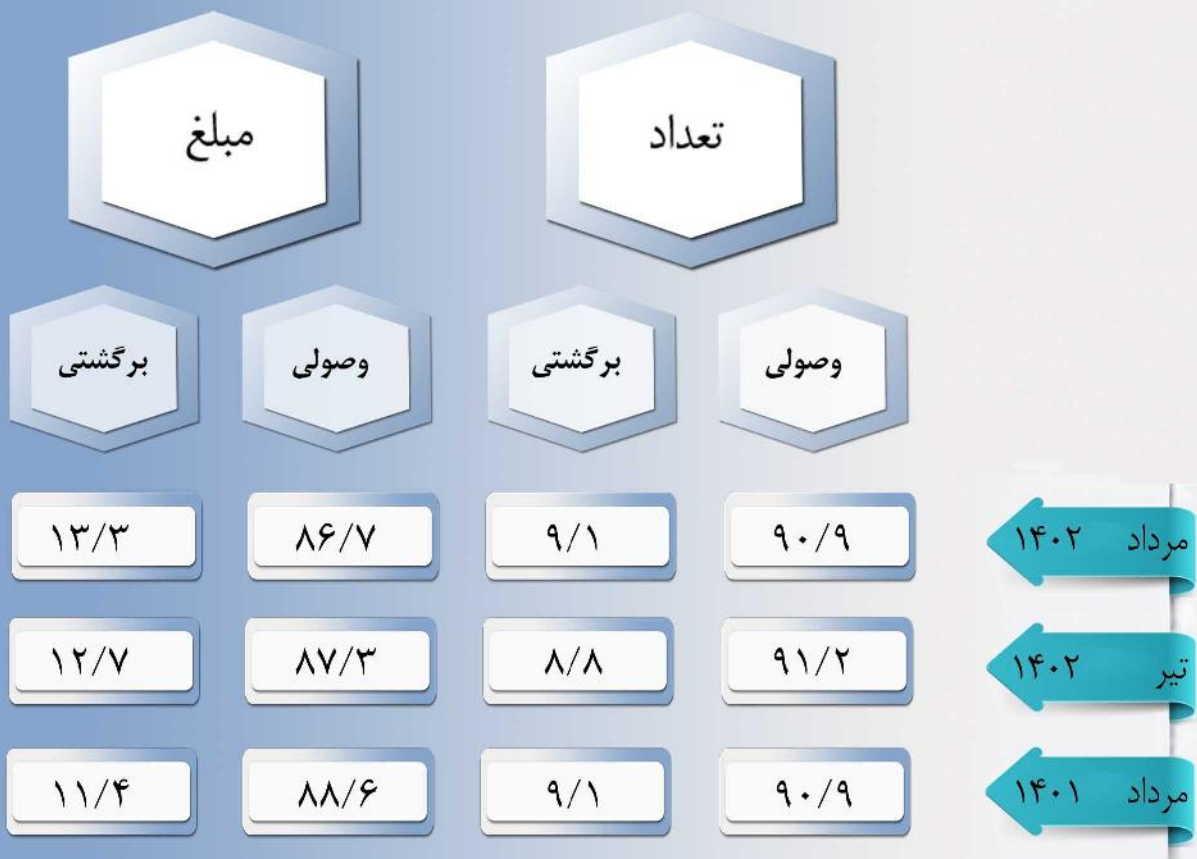 تعداد مبلغ
وصولی برگشتی وصولی برگشتی
مرداد ۱۴۰۲ ۹۰/۹ ۹/۱ ۸۶/۷ ۱۳/۳
تیر ۱۴۰۲ ۹۱/۲ ۸/۸ ۸۷/۳ ۱۲/۷
مرداد ۱۴۰۱ ۹۰/۹ ۹/۱ ۸۸/۶ ۱۱/۴